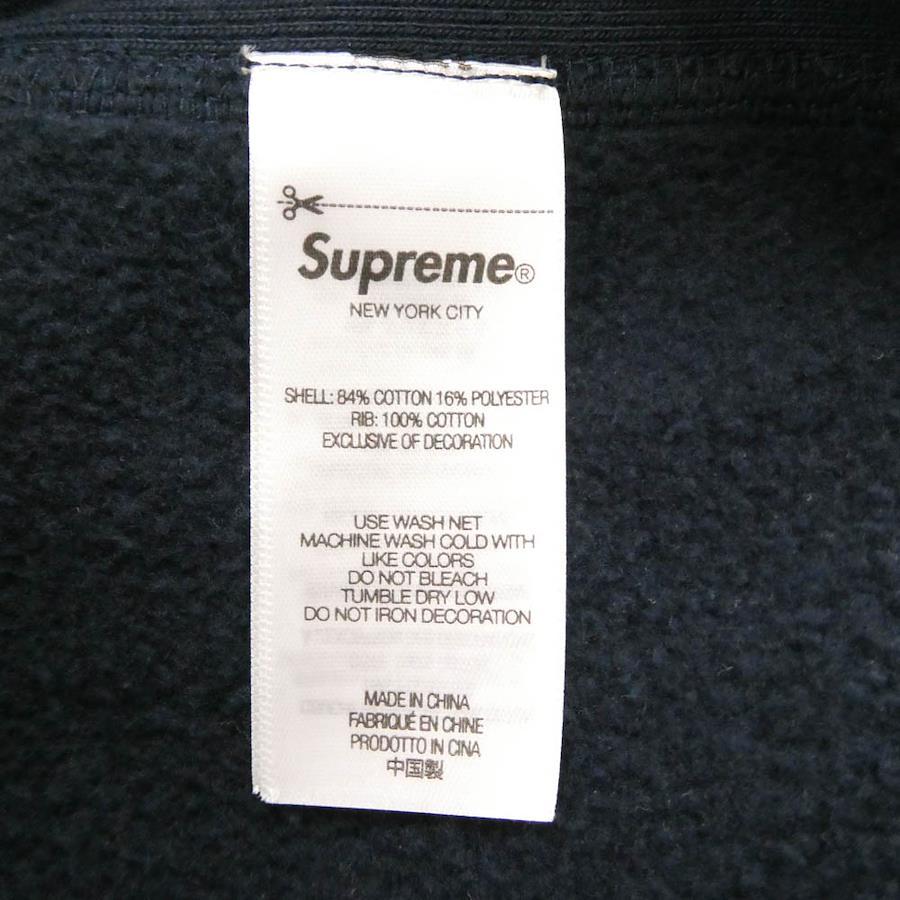 Supreme®
NEW YORK CITY
SHELL: 84% COTTON 16% POLYESTER
RIB: 100% COTTON
EXCLUSIVE OF DECORATION
USE WASH NET
MACHINE WASH COLD WITH
LIKE COLORS
DO NOT BLEACH
TUMBLE DRY LOW
DO NOT IRON DECORATION
MADE IN CHINA
FABRIQUÉ EN CHINE
PRODOTTO IN CINA
中国製